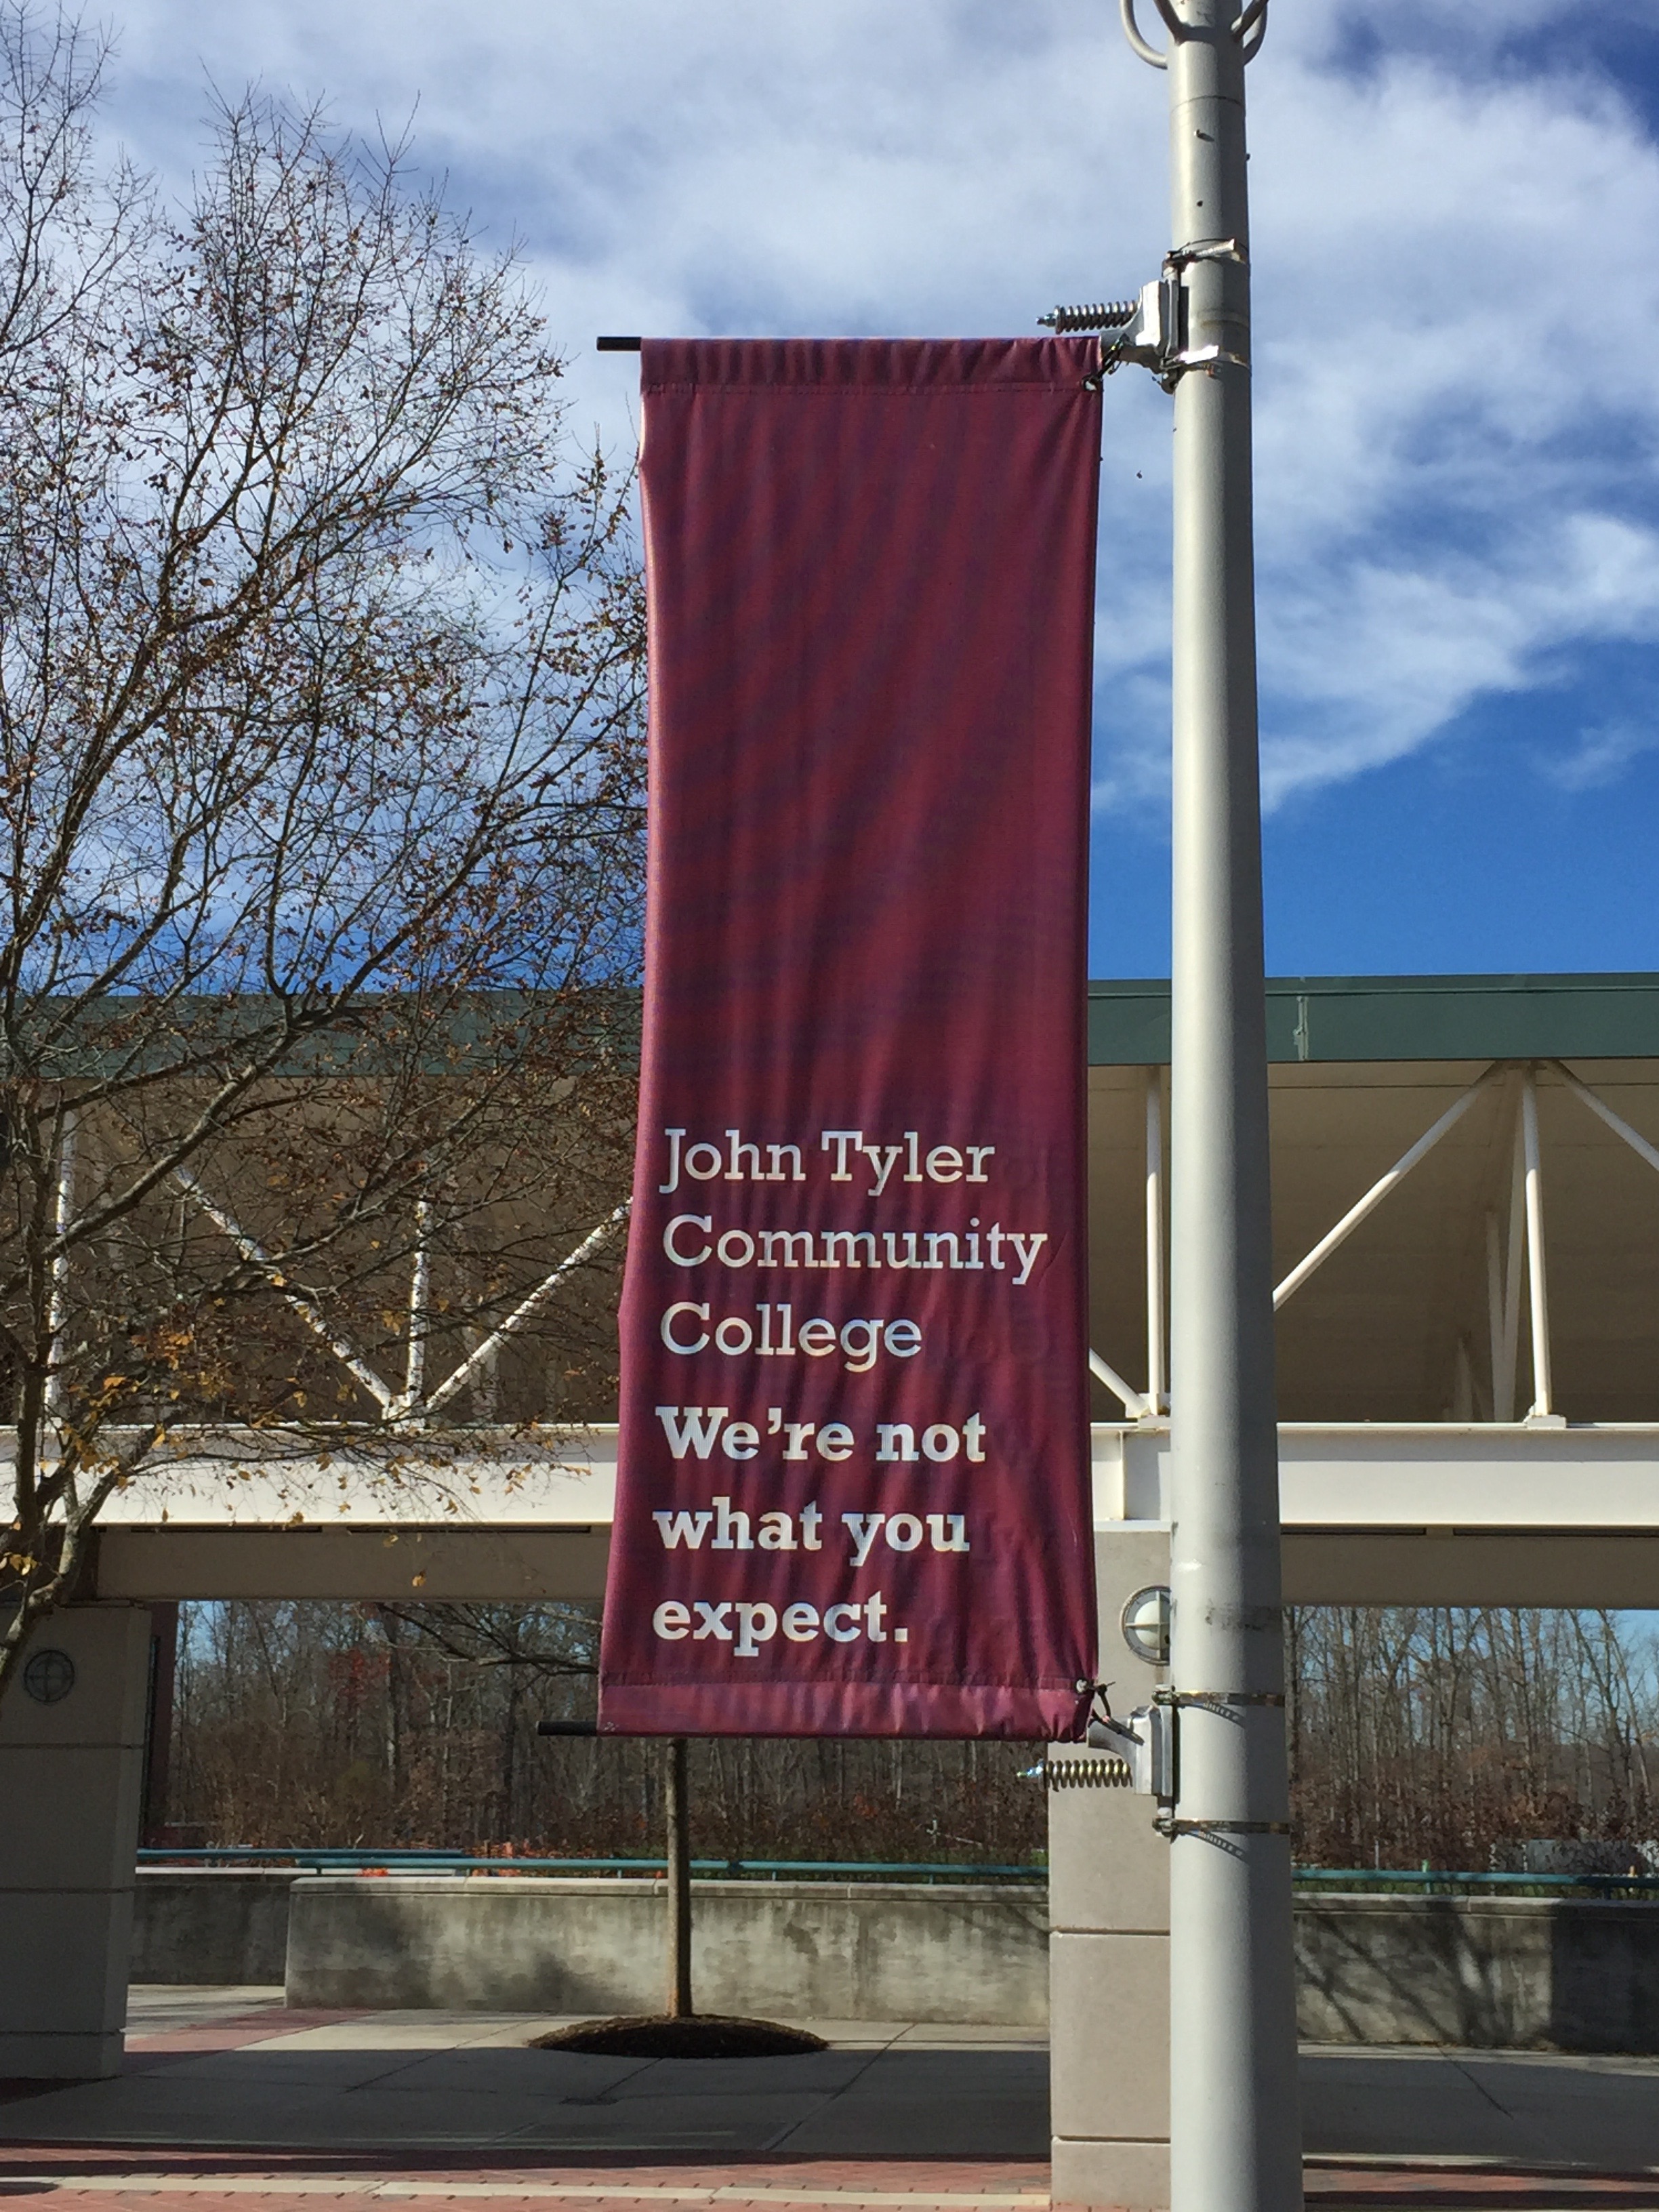 John Tyler
Community
College
We're not
what you
expect.